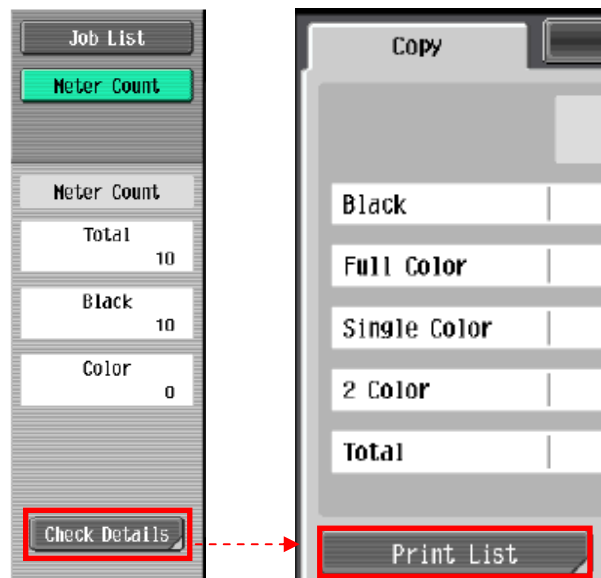 Job List
Meter Count
Meter Count
Total
10
Black
10
Color
0
Check Details
Copy
Black
Full Color
Single Color
2 Color
Total
Print List